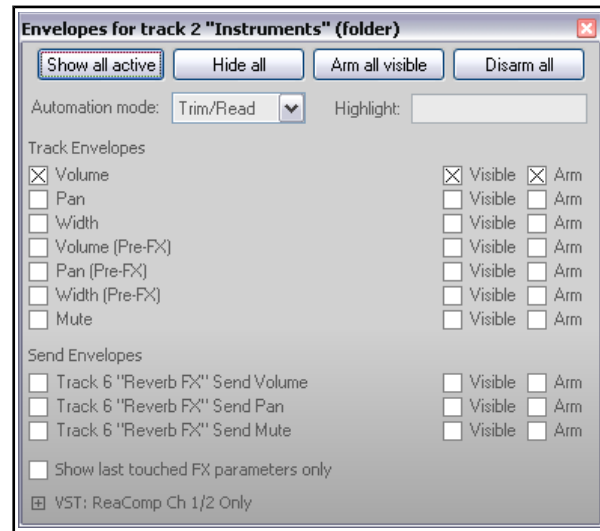 Envelopes for track 2 "Instruments" (folder)
Show all active Hide all Arm all visible Disarm all
Automation mode: Trim/Read Highlight:
Track Envelopes
Volume Visible Arm
Pan Visible Arm
Width Visible Arm
Volume (Pre-FX) Visible Arm
Pan (Pre-FX) Visible Arm
Width (Pre-FX) Visible Arm
Mute Visible Arm
Send Envelopes
Track 6 "Reverb FX" Send Volume Visible Arm
Track 6 "Reverb FX" Send Pan Visible Arm
Track 6 "Reverb FX" Send Mute Visible Arm
Show last touched FX parameters only
VST: ReaComp Ch 1/2 Only